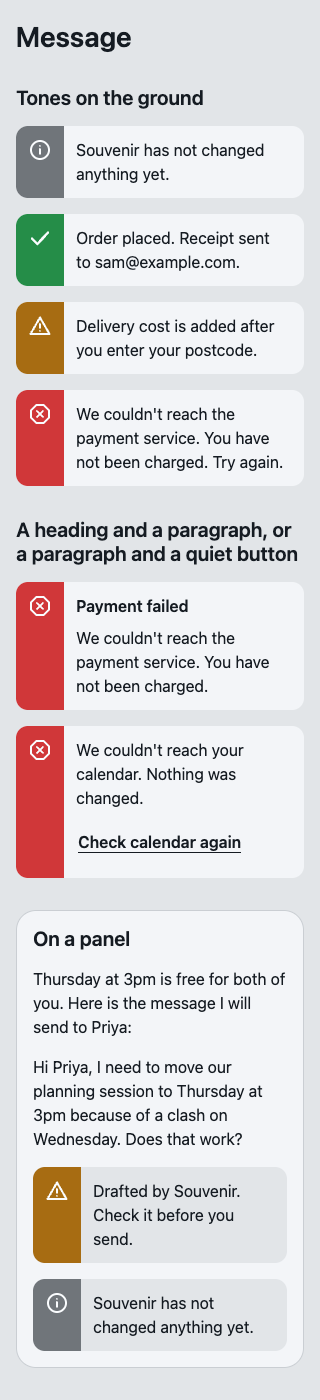 Message
Tones on the ground
Souvenir has not changed
anything yet.
Order placed. Receipt sent
to sam@example.com.
Delivery cost is added after
you enter your postcode.
We couldn't reach the
payment service. You have
not been charged. Try again.
A heading and a paragraph, or
a paragraph and a quiet button
Payment failed
We couldn't reach the
payment service. You have
not been charged.
We couldn't reach your
calendar. Nothing was
changed.
Check calendar again
On a panel
Thursday at 3pm is free for both of
you. Here is the message I will
send to Priya:
Hi Priya, I need to move our
planning session to Thursday at
3pm because of a clash on
Wednesday. Does that work?
Drafted by Souvenir.
Check it before you
send.
Souvenir has not
changed anything yet.